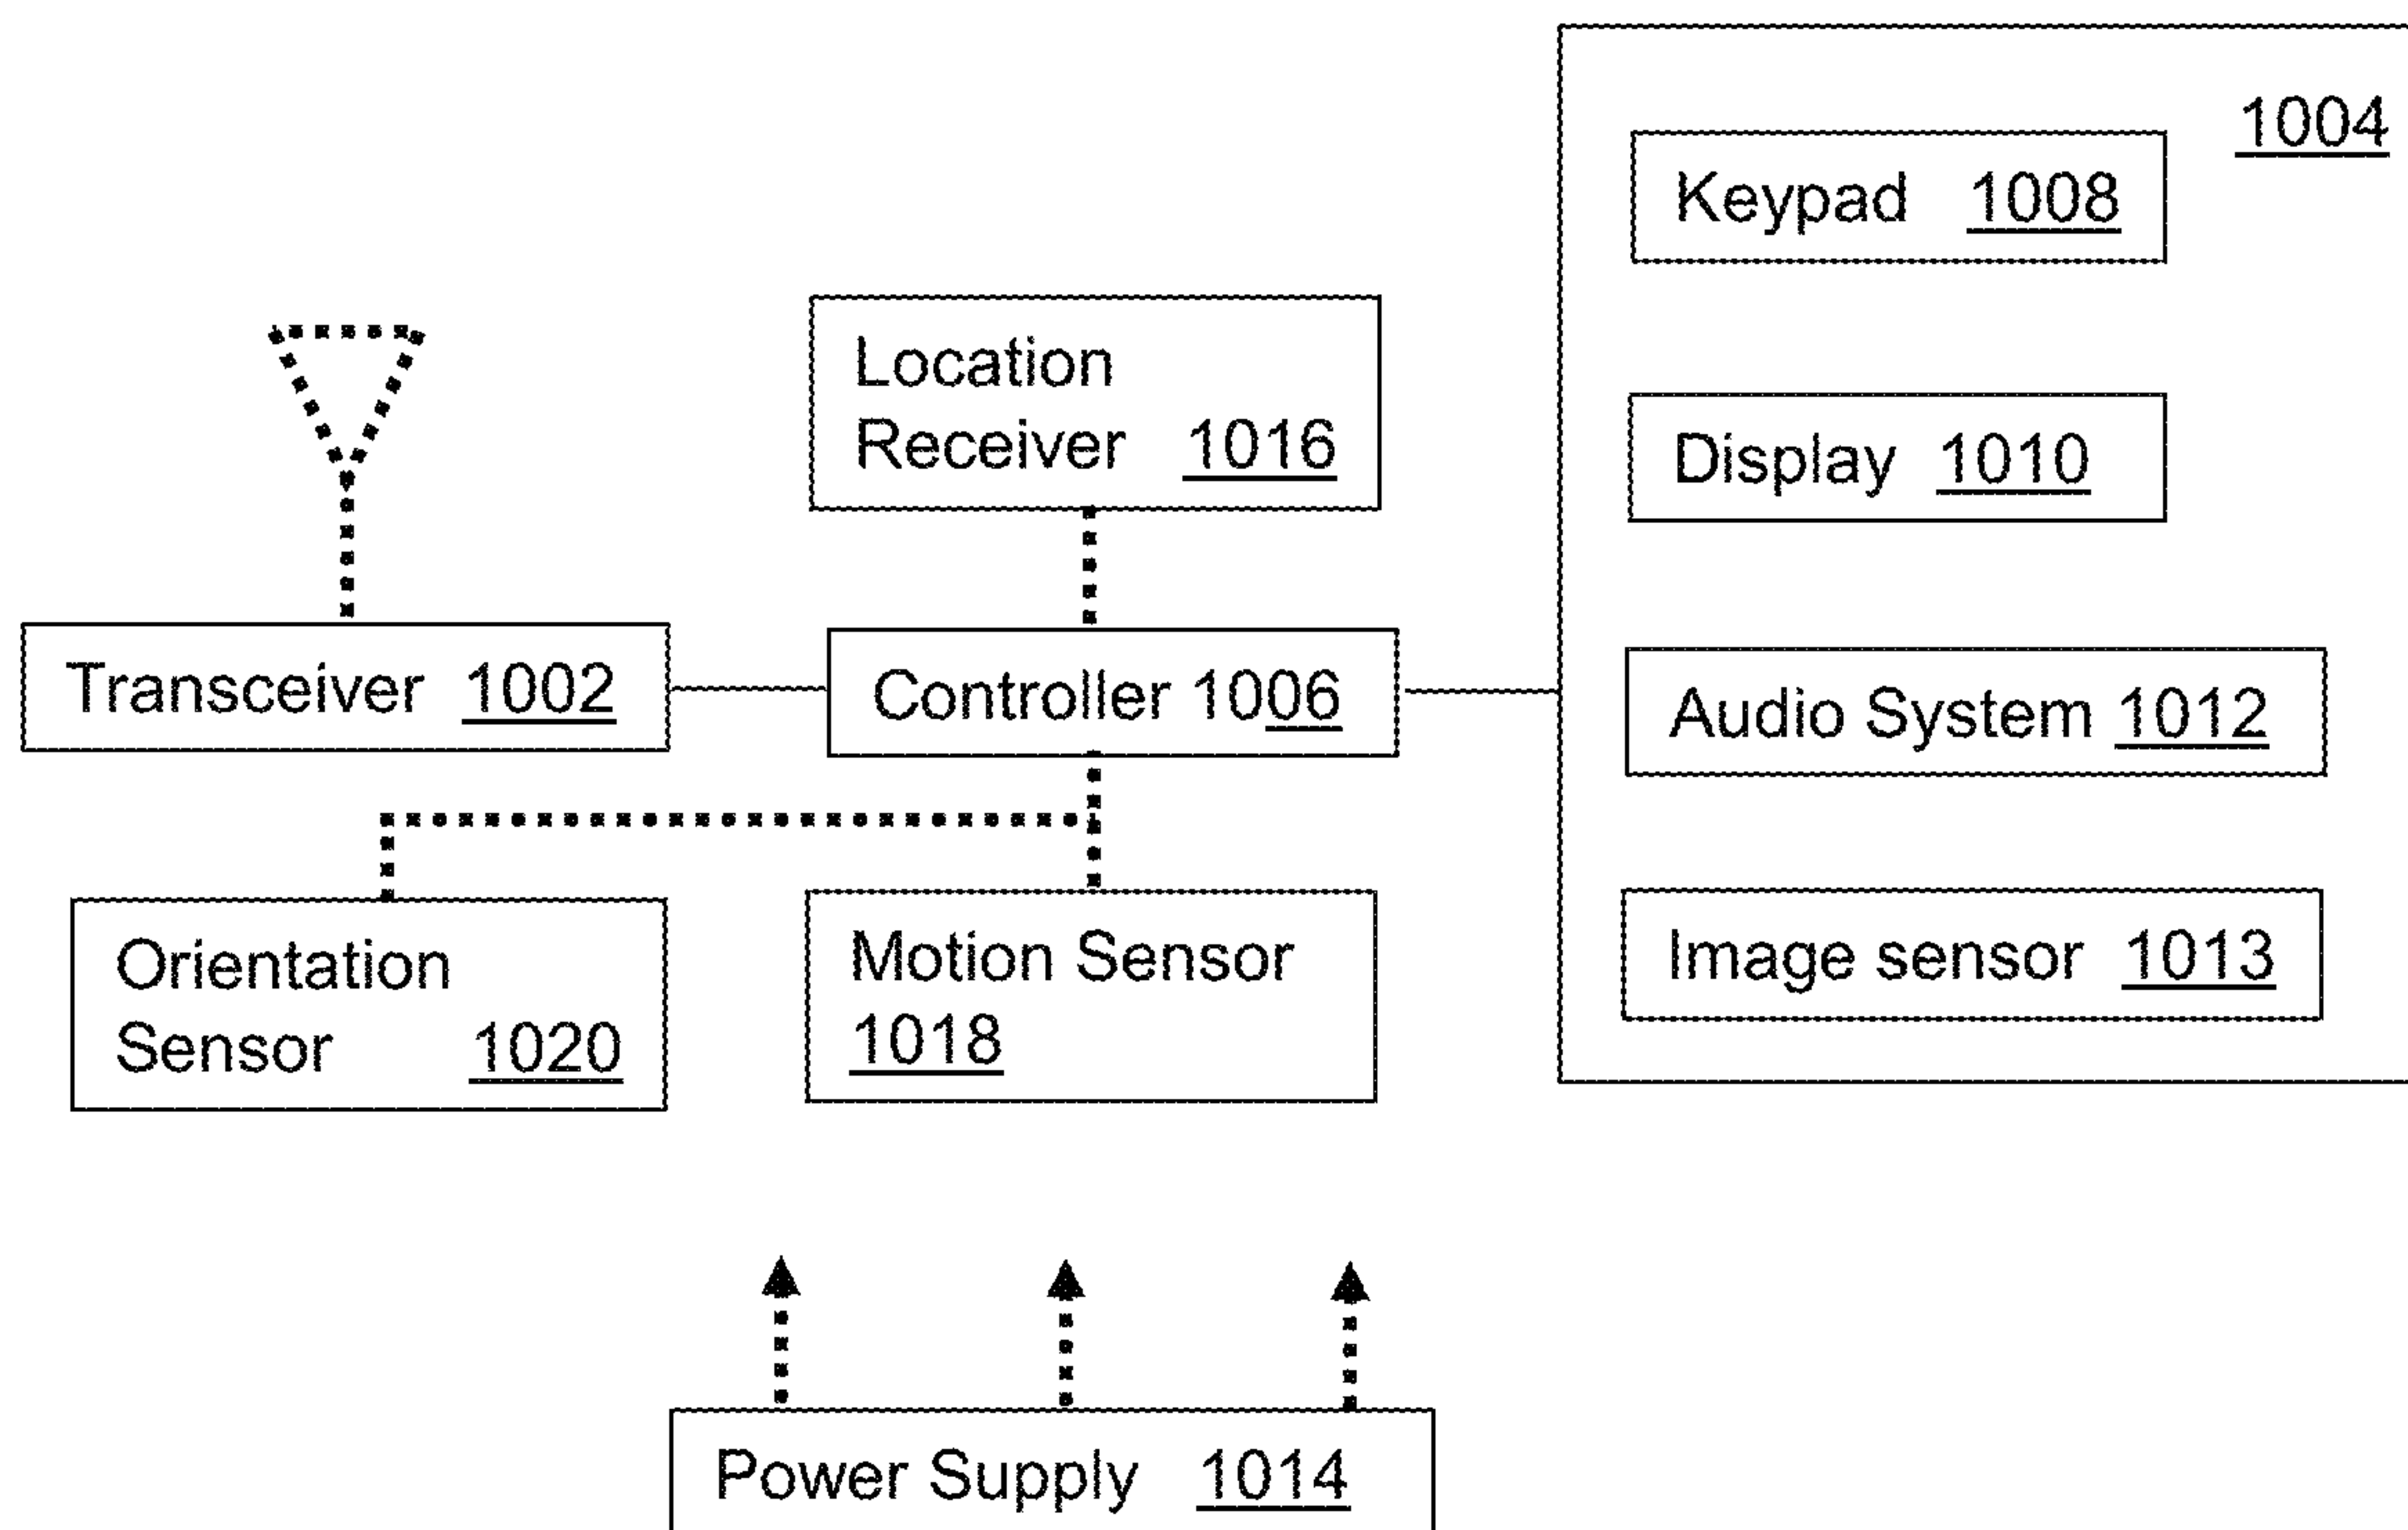 1004
Keypad 1008
Location
Receiver 1016
Display 1010
Transceiver 1002
Controller 1006
Audio System 1012
Orientation
Sensor 1020
Motion Sensor
1018
Image sensor 1013
Power Supply 1014